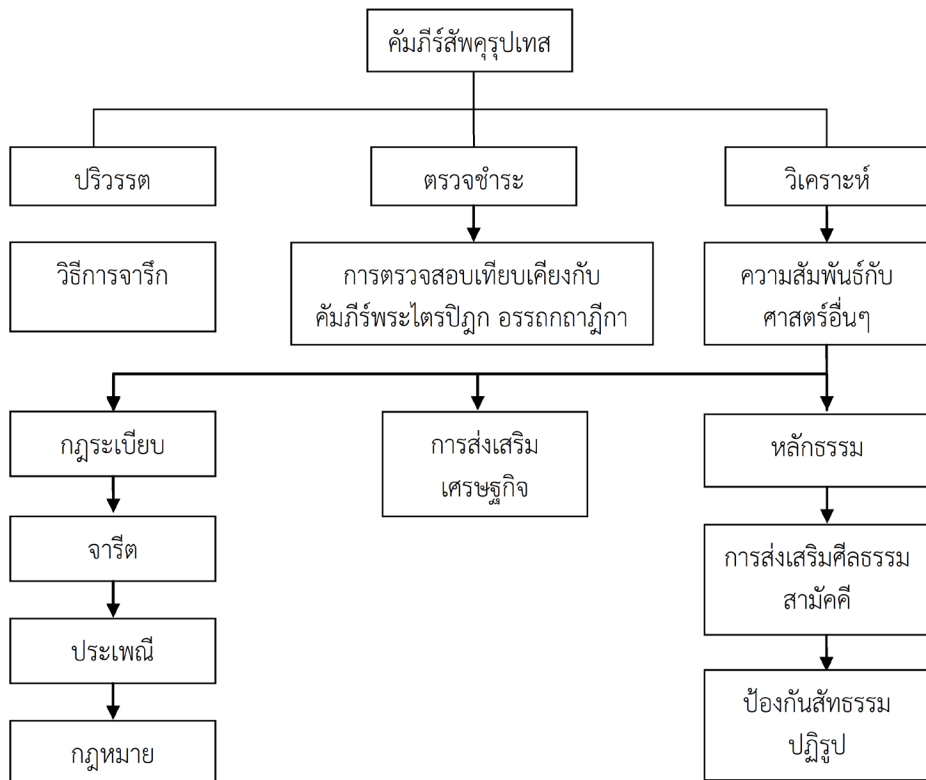 คัมภีร์สัพคุรุปเทส
ปริวรรต
ตรวจชำระ
วิเคราะห์
วิธีการจารึก
การตรวจสอบเทียบเคียงกับ
คัมภีร์พระไตรปิฎก อรรถกถาฎีกา
ความสัมพันธ์กับ
ศาสตร์อื่นๆ
กฎระเบียบ
การส่งเสริม
เศรษฐกิจ
หลักธรรม
จารีต
การส่งเสริมศีลธรรม
สามัคคี
ประเพณี
ป้องกันสัทธรรม
ปฏิรูป
กฎหมาย